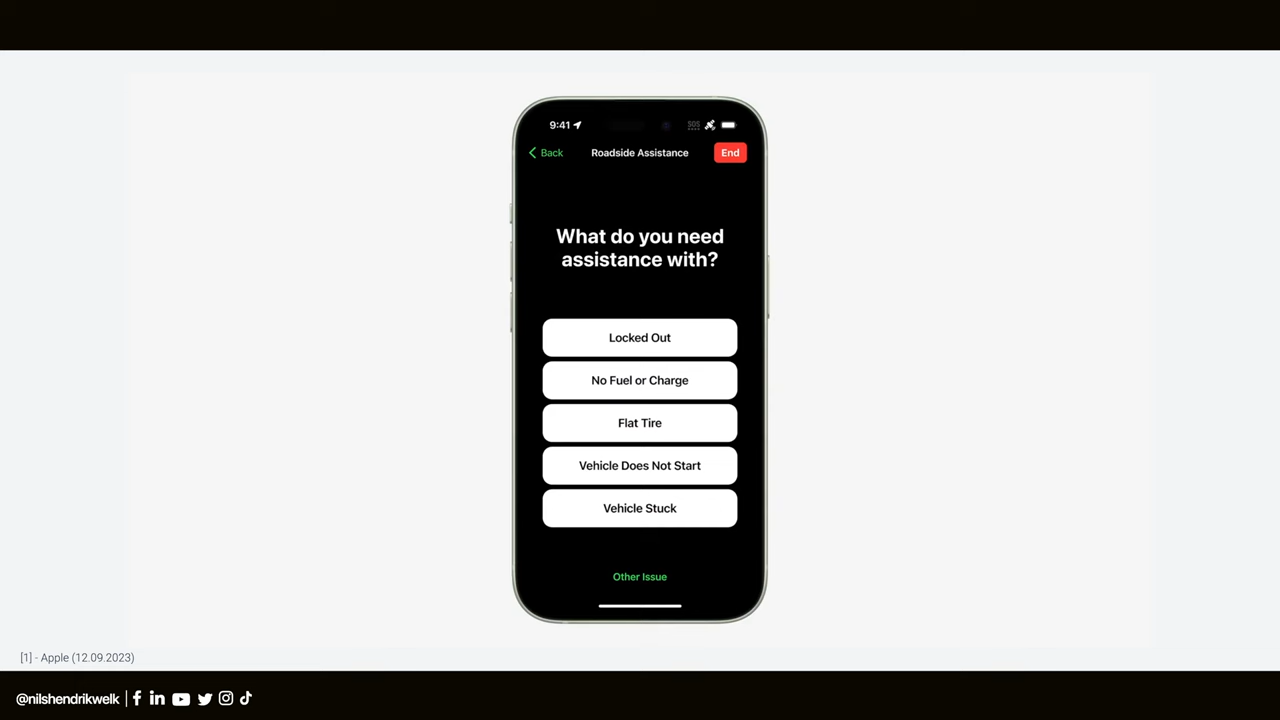 9:41
SOS
Back
Roadside Assistance
End
What do you need
assistance with?
Locked Out
No Fuel or Charge
Flat Tire
Vehicle Does Not Start
Vehicle Stuck
Other Issue
[1] - Apple (12.09.2023)
@nilshendrikwelk